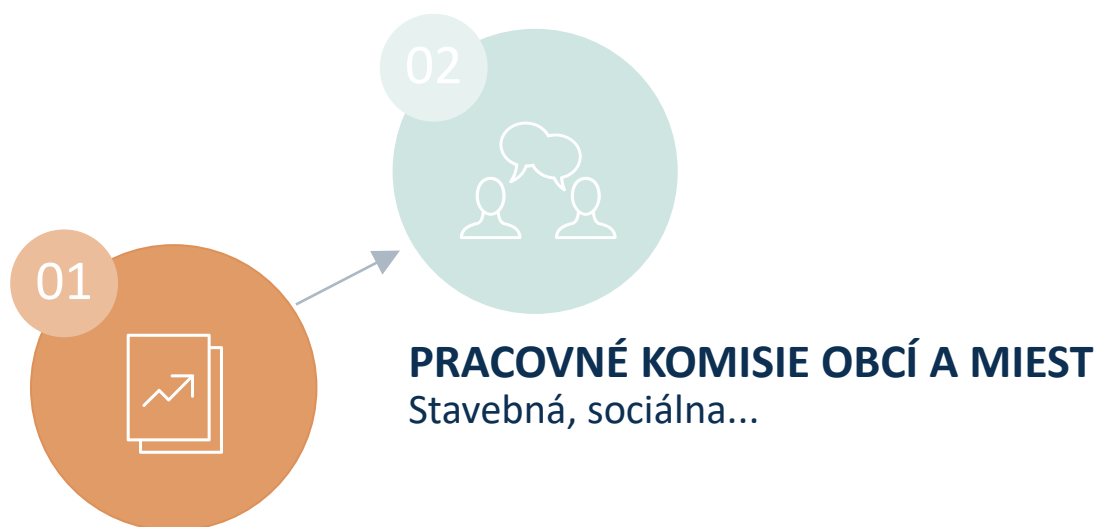 02
01
PRACOVNÉ KOMISIE OBCÍ A MIEST
Stavebná, sociálna...